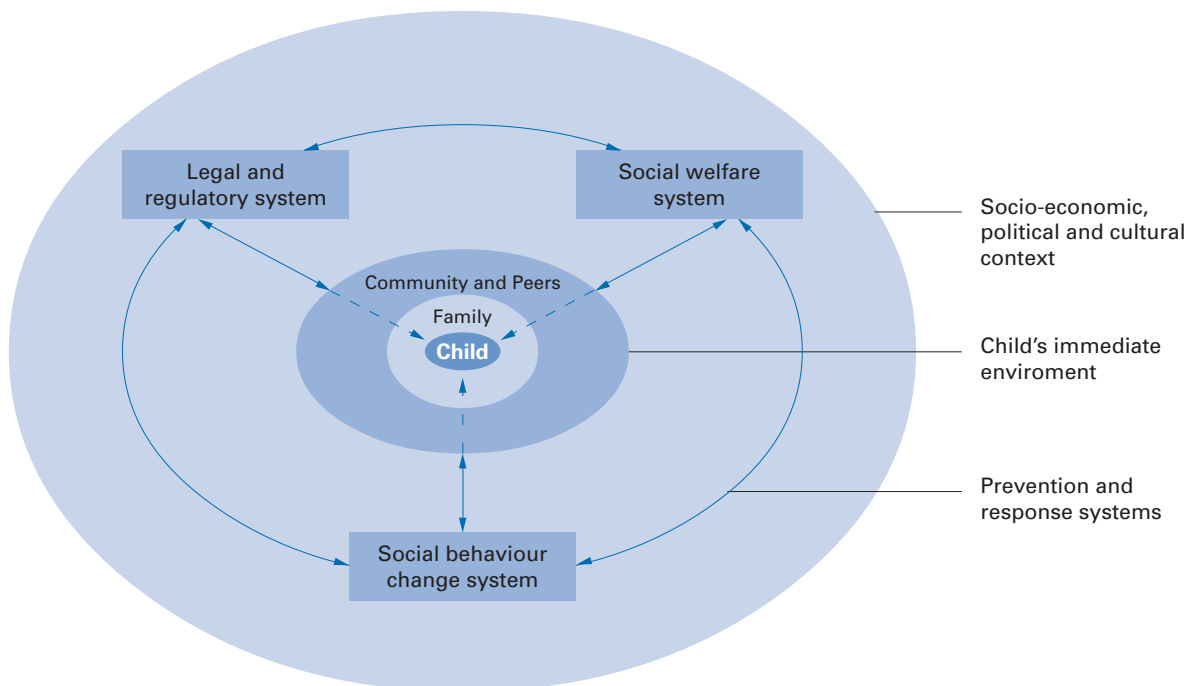 Legal and
regulatory system
Social welfare
system
Community and Peers
Family
Child
Social behaviour
change system
Socio-economic,
political and cultural
context
Child’s immediate
enviroment
Prevention and
response systems